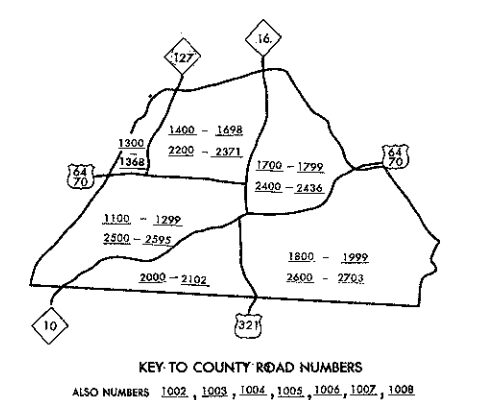 16
127
1400 - 1698
1300 - 1368
2200 - 2371
64 70
1700 - 1799
64 70
2400 - 2436
1100 - 1299
2500 - 2595
1800 - 1999
2000 - 2102
2600 - 2703
10
321
KEY TO COUNTY ROAD NUMBERS
ALSO NUMBERS 1002, 1003, 1004, 1005, 1006, 1007, 1008